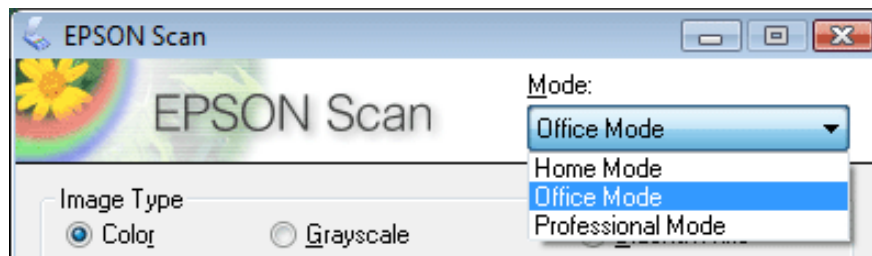 EPSON Scan
EPSON Scan
Mode:
Office Mode
Home Mode
Office Mode
Professional Mode
Image Type
Color
Grayscale